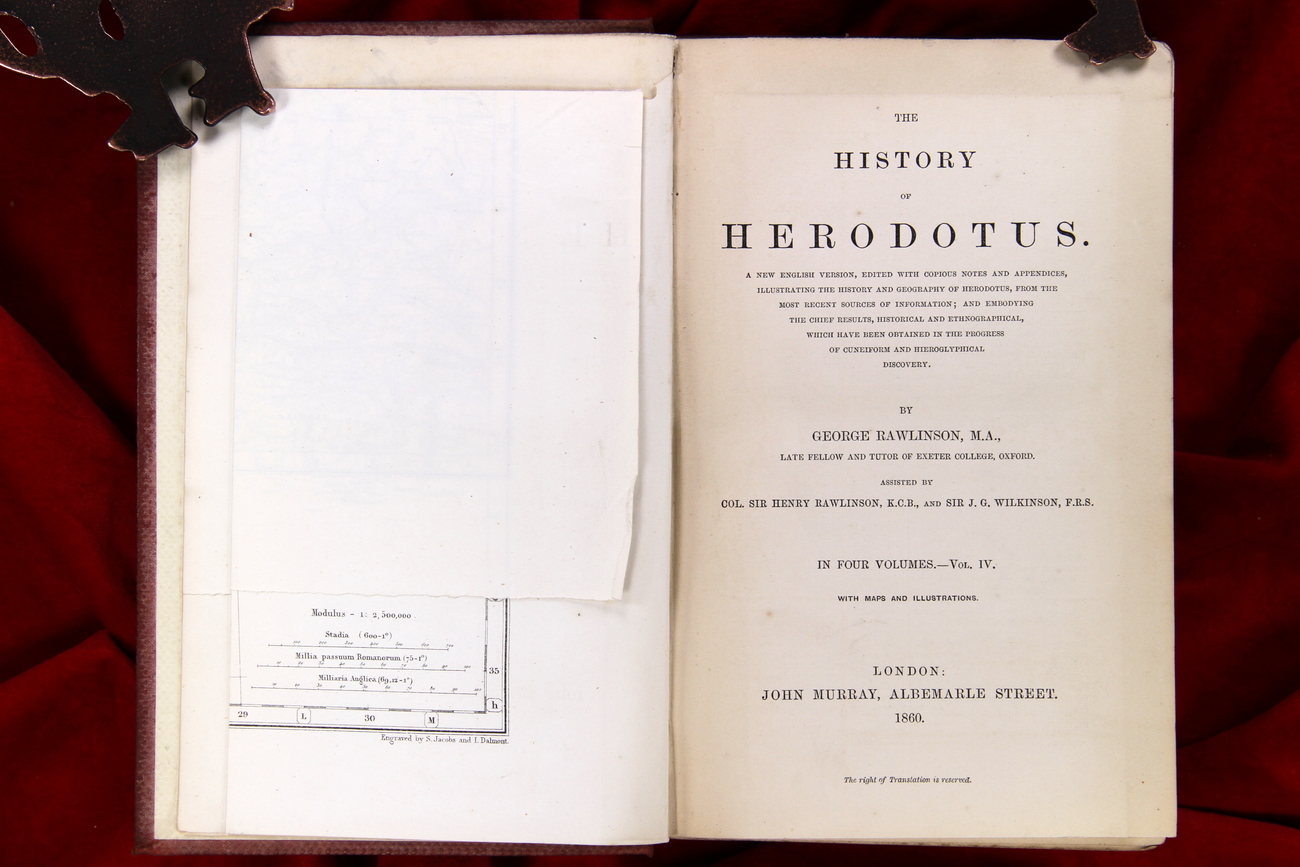 Modulus - 1: 2,500,000.
Stadia (600-1°)
Millia passuum Romanorum (75-1°)
Milliaria Anglica (69,12-1°)
35
h
29 L 30 M
Engraved by S. Jacobs and J. Dalmont.
THE
HISTORY
OF
HERODOTUS.
A NEW ENGLISH VERSION, EDITED WITH COPIOUS NOTES AND APPENDICES,
ILLUSTRATING THE HISTORY AND GEOGRAPHY OF HERODOTUS, FROM THE
MOST RECENT SOURCES OF INFORMATION; AND EMBODYING
THE CHIEF RESULTS, HISTORICAL AND ETHNOGRAPHICAL,
WHICH HAVE BEEN OBTAINED IN THE PROGRESS
OF CUNEIFORM AND HIEROGLYPHICAL
DISCOVERY.
BY
GEORGE RAWLINSON, M.A.,
LATE FELLOW AND TUTOR OF EXETER COLLEGE, OXFORD.
ASSISTED BY
COL. SIR HENRY RAWLINSON, K.C.B., AND SIR J. G. WILKINSON, F.R.S.
IN FOUR VOLUMES.—VOL. IV.
WITH MAPS AND ILLUSTRATIONS.
LONDON:
JOHN MURRAY, ALBEMARLE STREET.
1860.
The right of Translation is reserved.